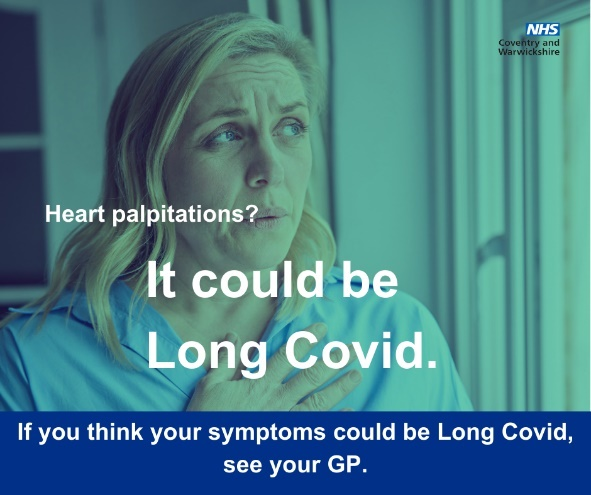 NHS
Coventry and
Warwickshire
Heart palpitations?
It could be
Long Covid.
If you think your symptoms could be Long Covid,
see your GP.